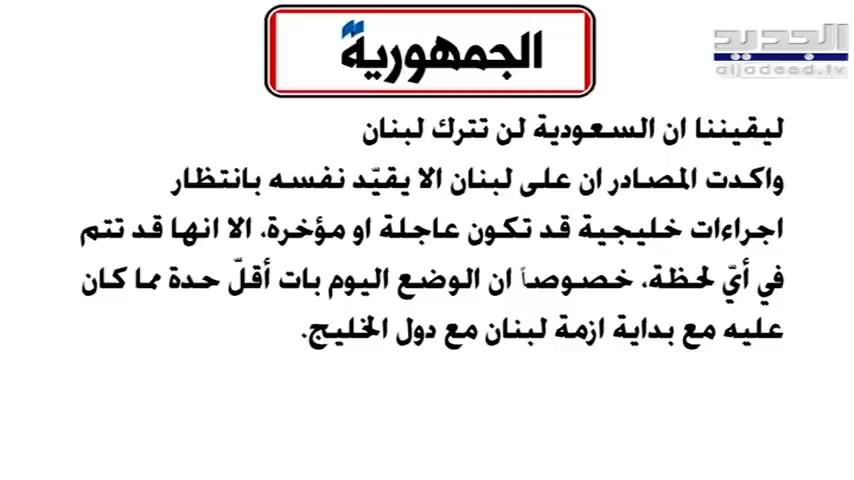 الجمهورية
الجديد
aljadeed.tv
ليقيننا ان السعودية لن تترك لبنان
واكدت المصادر ان على لبنان الا يقيّد نفسه بانتظار
اجراءات خليجية قد تكون عاجلة او مؤخرة، الا انها قد تتم
في أيّ لحظة، خصوصاً ان الوضع اليوم بات أقلّ حدة مما كان
عليه مع بداية ازمة لبنان مع دول الخليج.